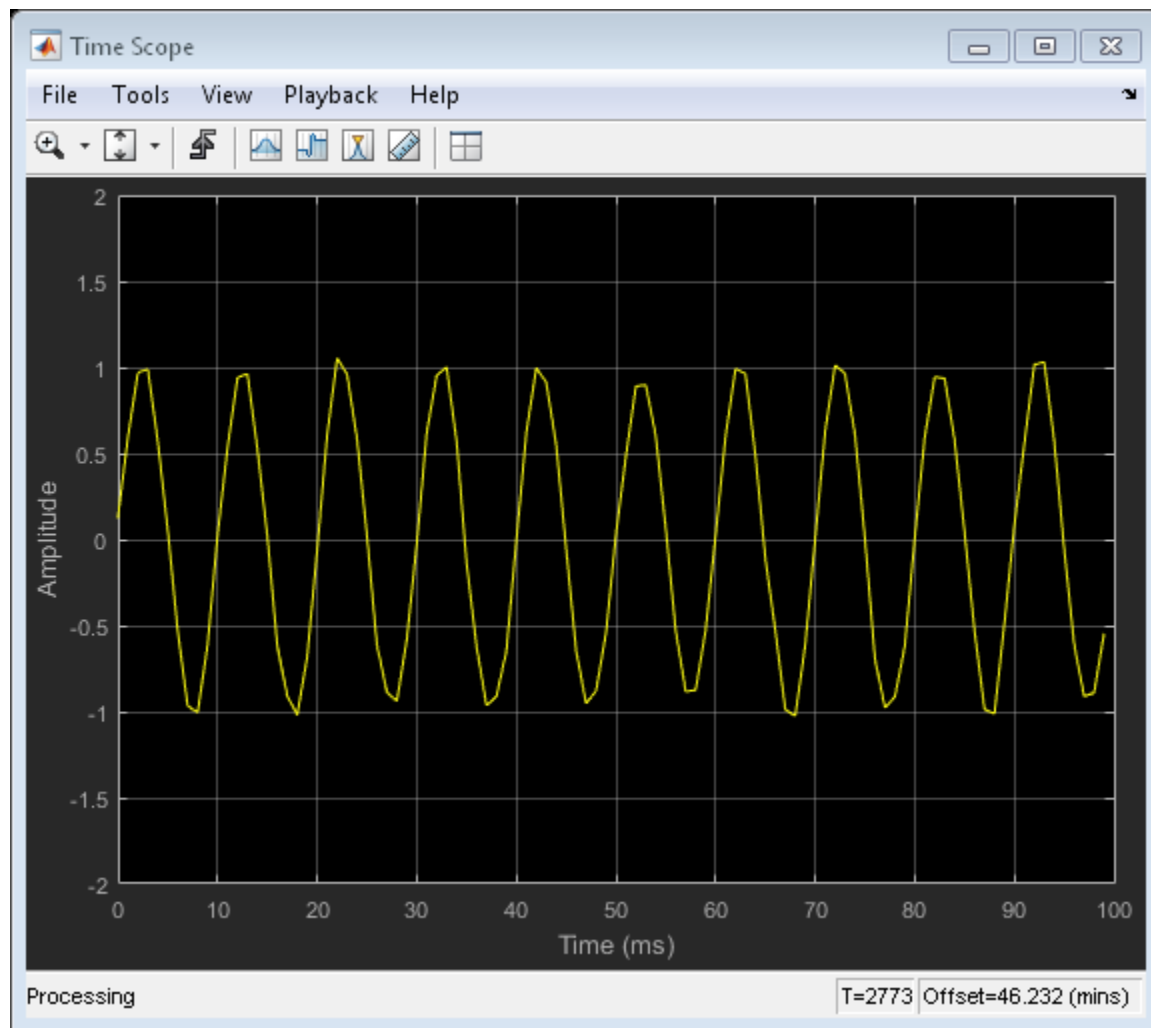 Time Scope
File Tools View Playback Help
2
1.5
1
0.5
0
-0.5
-1
-1.5
-2
Amplitude
0 10 20 30 40 50 60 70 80 90 100
Time (ms)
Processing T=2773 Offset=46.232 (mins)